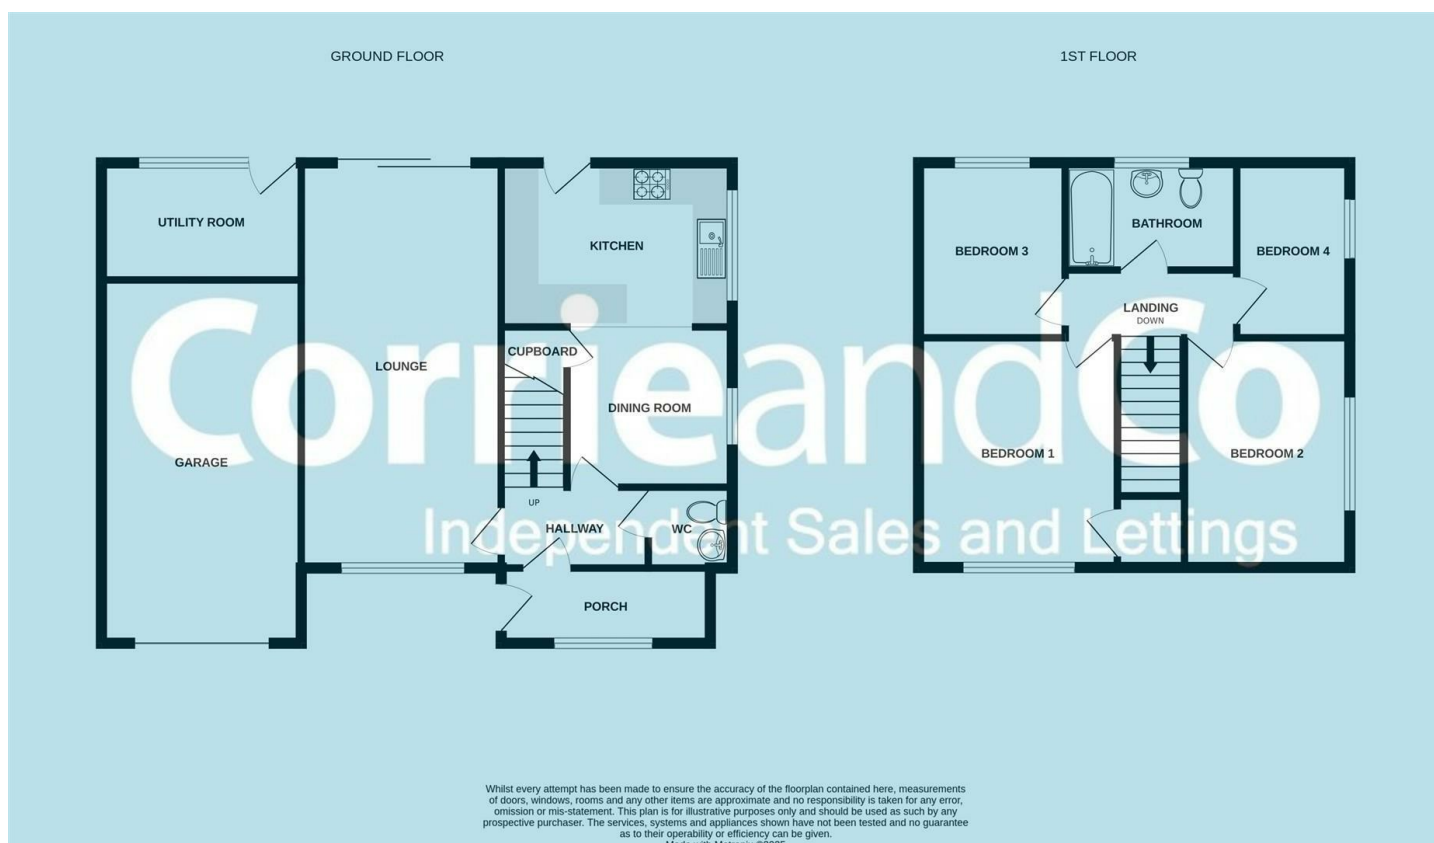 GROUND FLOOR
1ST FLOOR
UTILITY ROOM
KITCHEN
BATHROOM
BEDROOM 3
BEDROOM 4
LANDING
DOWN
CUPBOARD
LOUNGE
DINING ROOM
GARAGE
BEDROOM 1
BEDROOM 2
UP
HALLWAY
WC
PORCH
CorrieandCo
Independent Sales and Lettings
Whilst every attempt has been made to ensure the accuracy of the floorplan contained here, measurements
of doors, windows, rooms and any other items are approximate and no responsibility is taken for any error,
omission or mis-statement. This plan is for illustrative purposes only and should be used as such by any
prospective purchaser. The services, systems and appliances shown have not been tested and no guarantee
as to their operability or efficiency can be given.